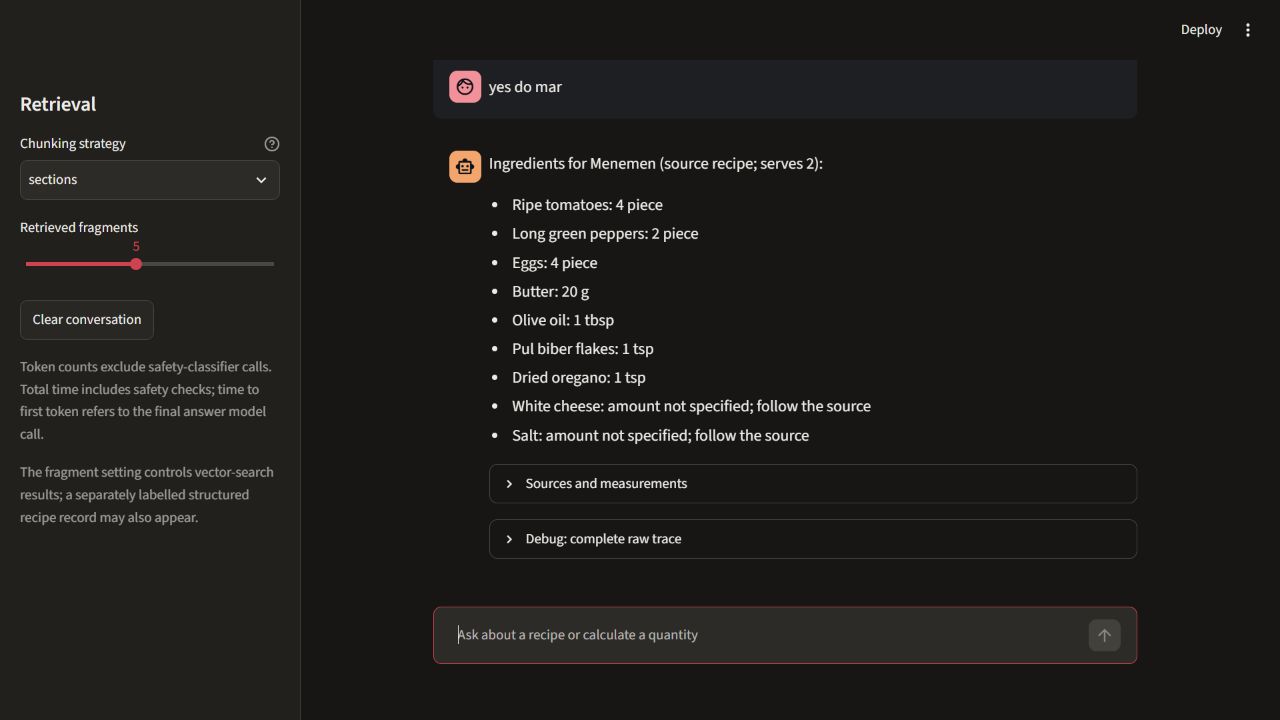 Deploy
Retrieval
Chunking strategy
sections
Retrieved fragments
5
Clear conversation
Token counts exclude safety-classifier calls.
Total time includes safety checks; time to
first token refers to the final answer model
call.
The fragment setting controls vector-search
results; a separately labelled structured
recipe record may also appear.
yes do mar
Ingredients for Menemen (source recipe; serves 2):
Ripe tomatoes: 4 piece
Long green peppers: 2 piece
Eggs: 4 piece
Butter: 20 g
Olive oil: 1 tbsp
Pul biber flakes: 1 tsp
Dried oregano: 1 tsp
White cheese: amount not specified; follow the source
Salt: amount not specified; follow the source
Sources and measurements
Debug: complete raw trace
Ask about a recipe or calculate a quantity